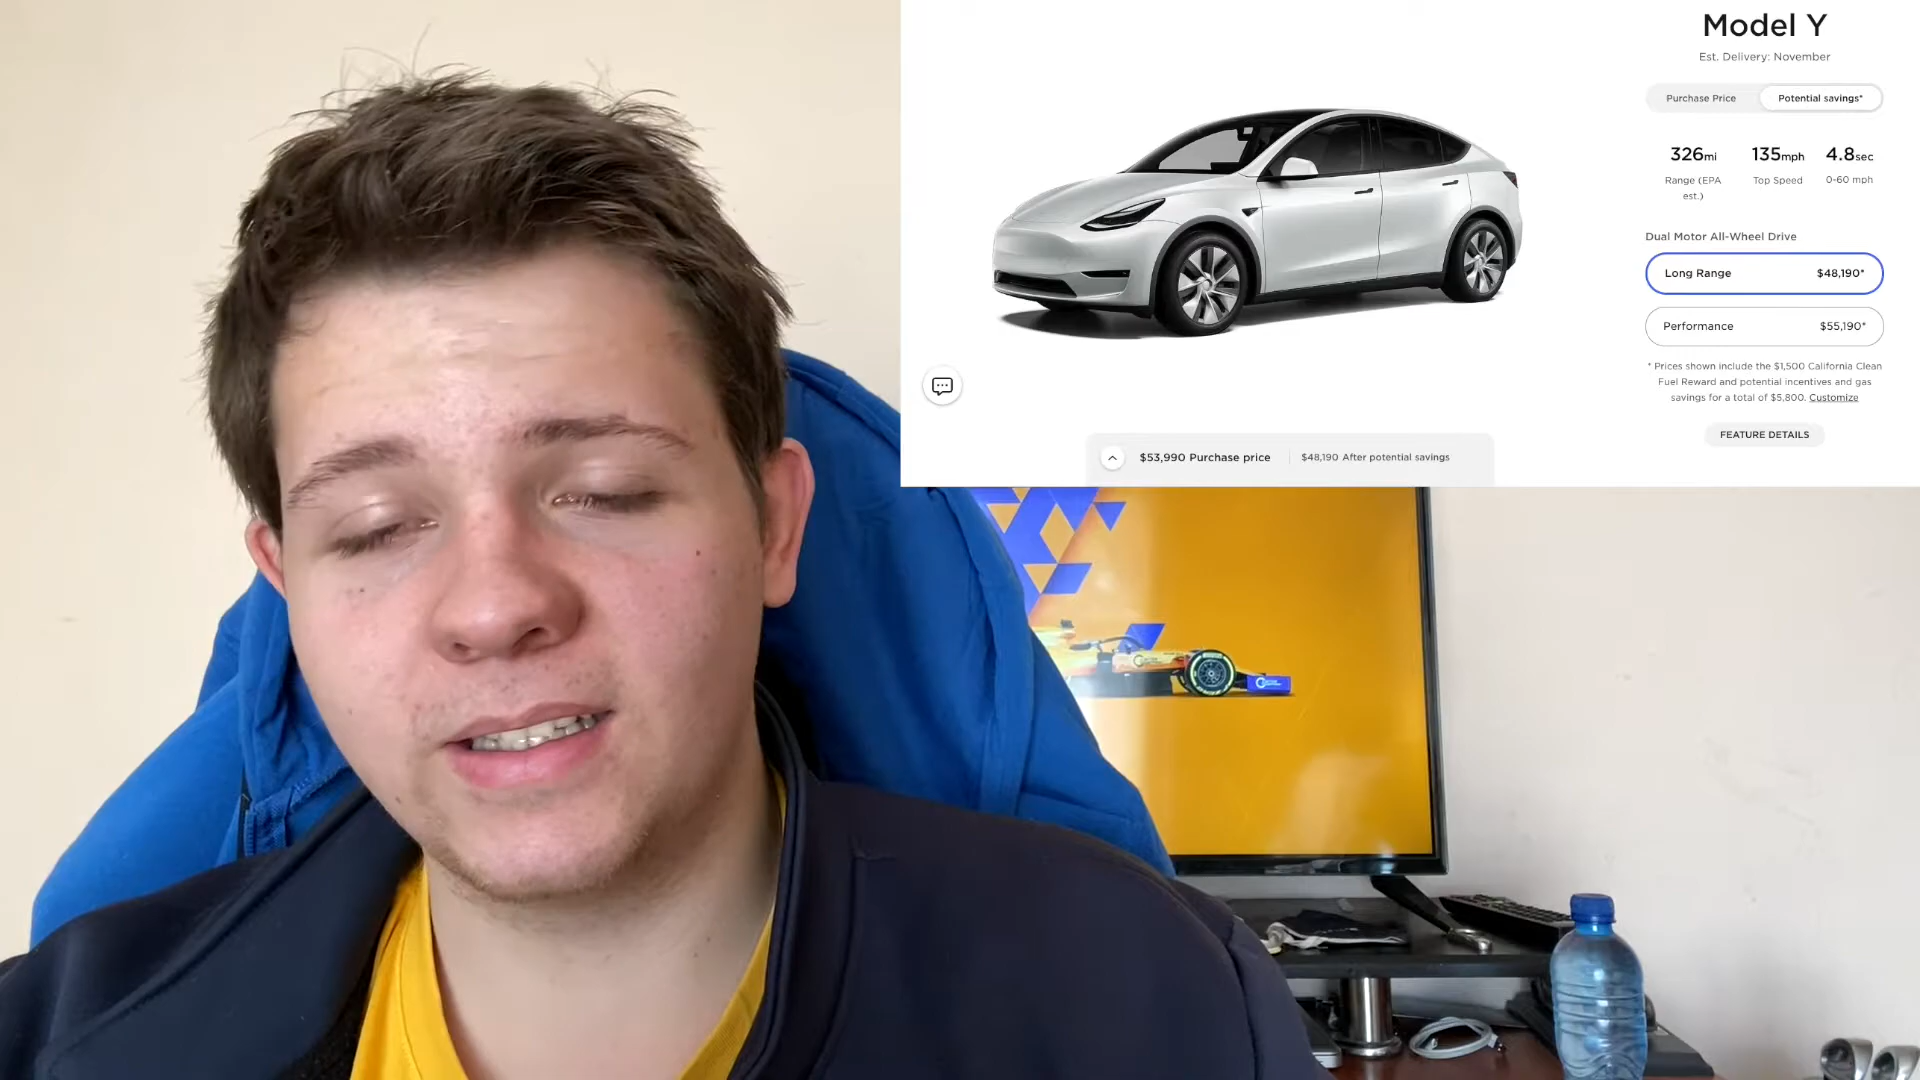 Model Y
Est. Delivery: November
Purchase Price Potential savings*
326mi 135mph 4.8sec
Range (EPA est.) Top Speed 0-60 mph
Dual Motor All-Wheel Drive
Long Range $48,190*
Performance $55,190*
* Prices shown include the $1,500 California Clean
Fuel Reward and potential incentives and gas
savings for a total of $5,800. Customize
FEATURE DETAILS
$53,990 Purchase price $48,190 After potential savings